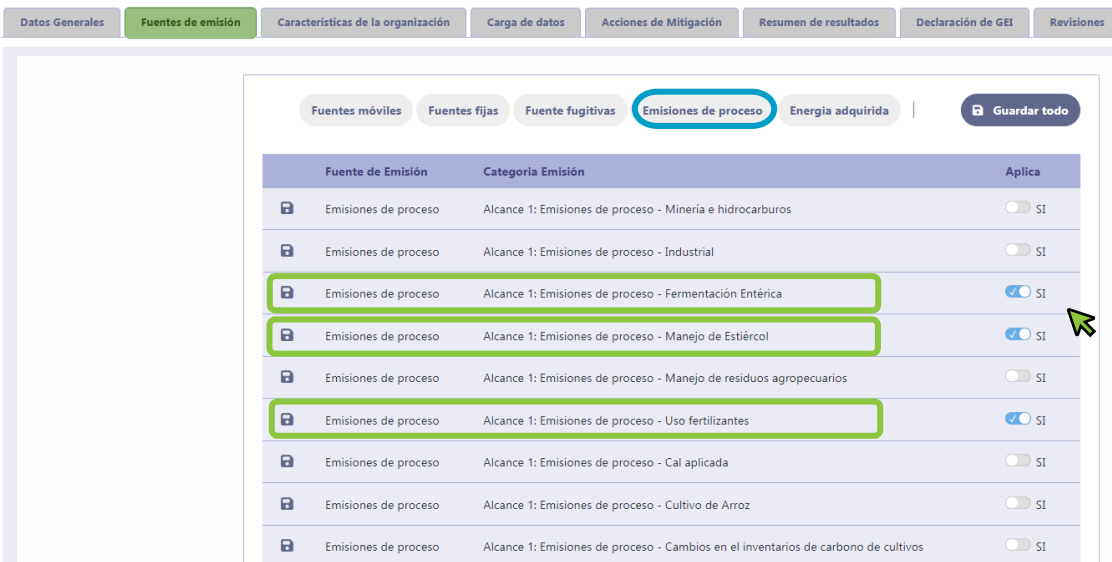 Datos Generales Fuentes de emisión Características de la organización Carga de datos Acciones de Mitigación Resumen de resultados Declaración de GEI Revisiones
Fuentes móviles Fuentes fijas Fuente fugitivas Emisiones de proceso Energia adquirida | Guardar todo
Fuente de Emisión Categoria Emisión Aplica
Emisiones de proceso Alcance 1: Emisiones de proceso - Minería e hidrocarburos SI
Emisiones de proceso Alcance 1: Emisiones de proceso - Industrial SI
Emisiones de proceso Alcance 1: Emisiones de proceso - Fermentación Entérica SI
Emisiones de proceso Alcance 1: Emisiones de proceso - Manejo de Estiércol SI
Emisiones de proceso Alcance 1: Emisiones de proceso - Manejo de residuos agropecuarios SI
Emisiones de proceso Alcance 1: Emisiones de proceso - Uso fertilizantes SI
Emisiones de proceso Alcance 1: Emisiones de proceso - Cal aplicada SI
Emisiones de proceso Alcance 1: Emisiones de proceso - Cultivo de Arroz SI
Emisiones de proceso Alcance 1: Emisiones de proceso - Cambios en el inventarios de carbono de cultivos SI